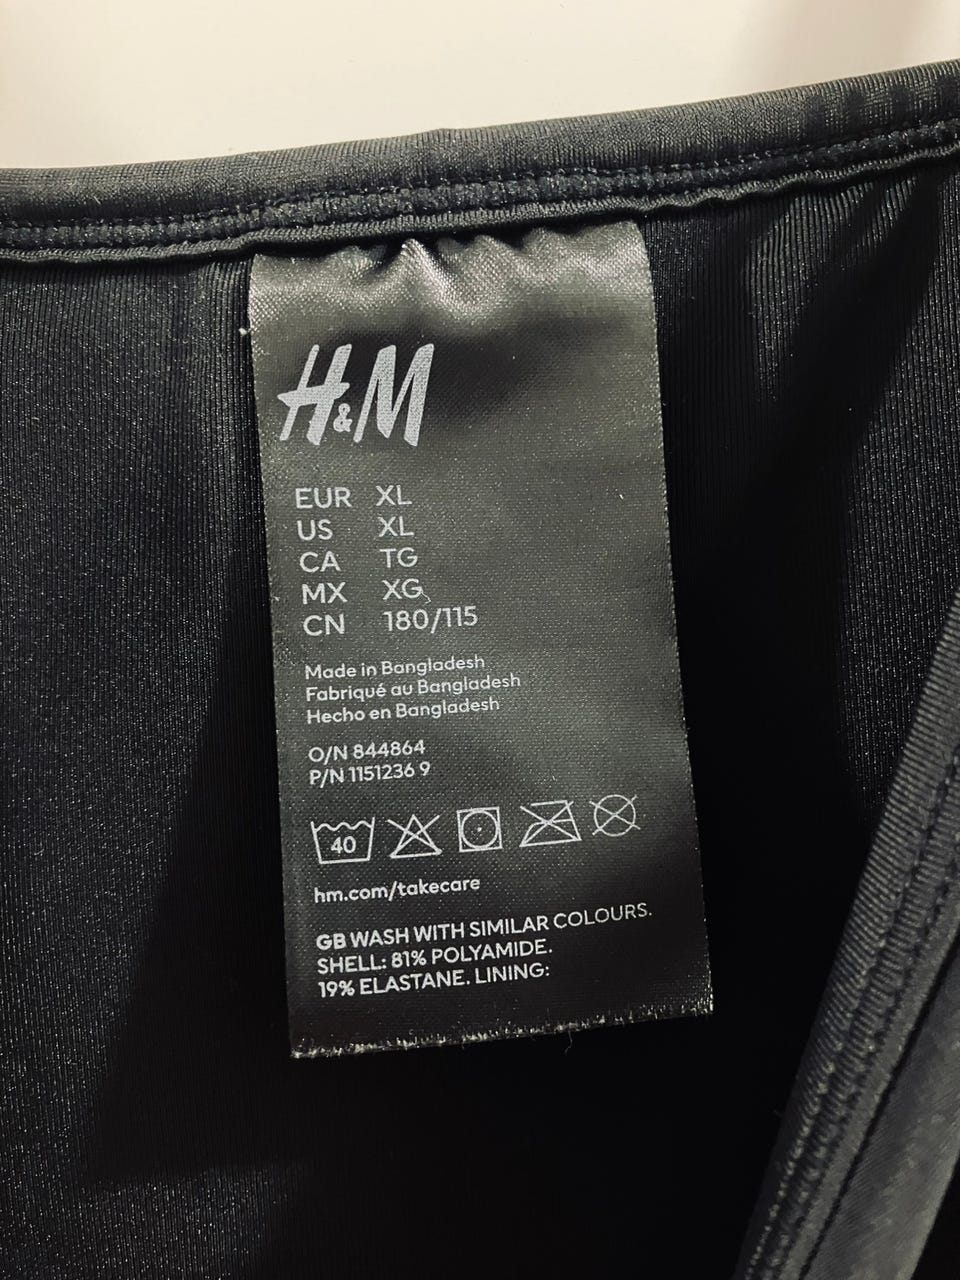 H&M
EUR XL
US XL
CA TG
MX XG
CN 180/115
Made in Bangladesh
Fabriqué au Bangladesh
Hecho en Bangladesh
O/N 844864
P/N 1151236 9
40
hm.com/takecare
GB WASH WITH SIMILAR COLOURS.
SHELL: 81% POLYAMIDE.
19% ELASTANE. LINING: